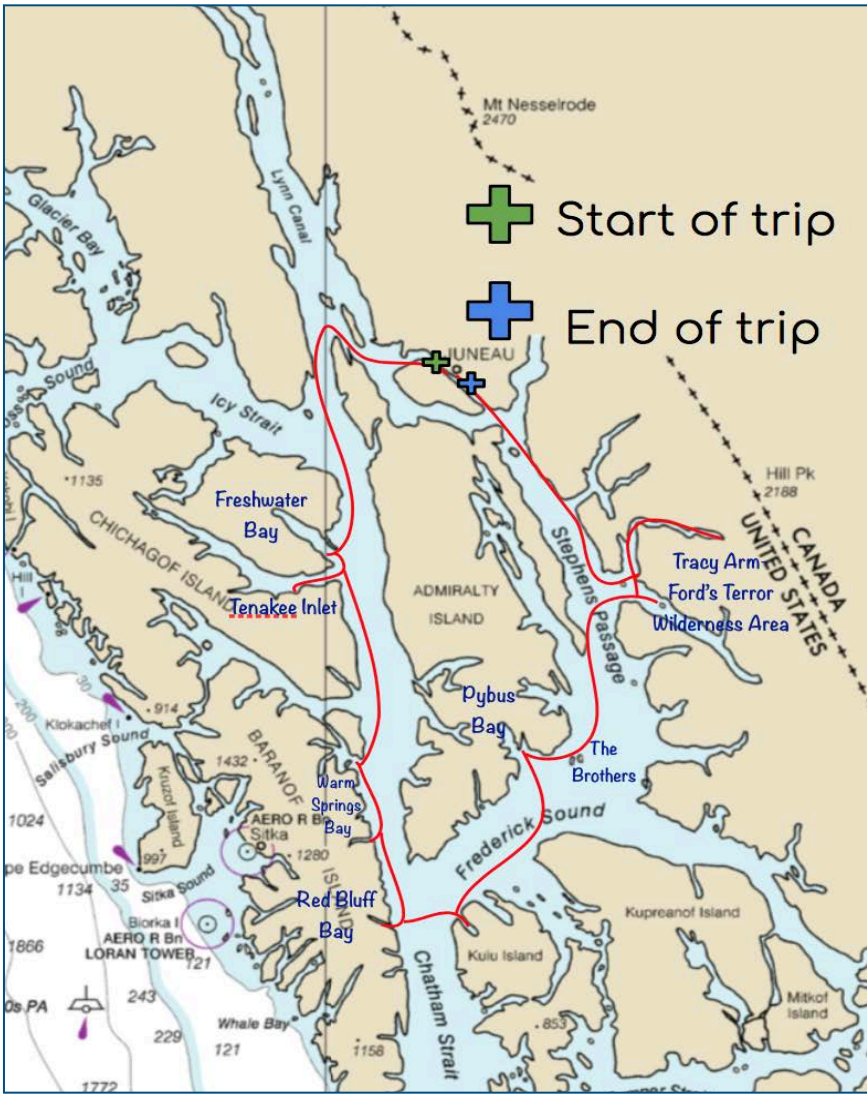 Mt Nesselrode
2470
Lynn Canal
Glacier
Bay
Start of trip
End of trip
JUNEAU
Sound
Icy Strait
Hill Pk
2188
1135
Freshwater
Bay
CANADA
UNITED STATES
CHICHAGOF ISLAND
Stephens Passage
Tracy Arm
Ford's Terror
Wilderness Area
Hill
I
ADMIRALTY
ISLAND
Tenakee Inlet
30
200
Pybus
Bay
914
Klokachef I
Salisbury Sound
BARANOF ISLAND
1432
The
Brothers
Kruzof Island
Warm
Springs
Bay
1024
AERO R Bn
Sitka
Frederick Sound
997
1280
pe Edgecumbe
1134
35
Sitka Sound
Red Bluff
Bay
Kupreanof Island
Biorka I
AERO R Bn
LORAN TOWER
121
1866
Kuiu Island
Chatham Strait
243
0s PA
Mitkof
Island
Whale Bay
853
229
121
1158
1772